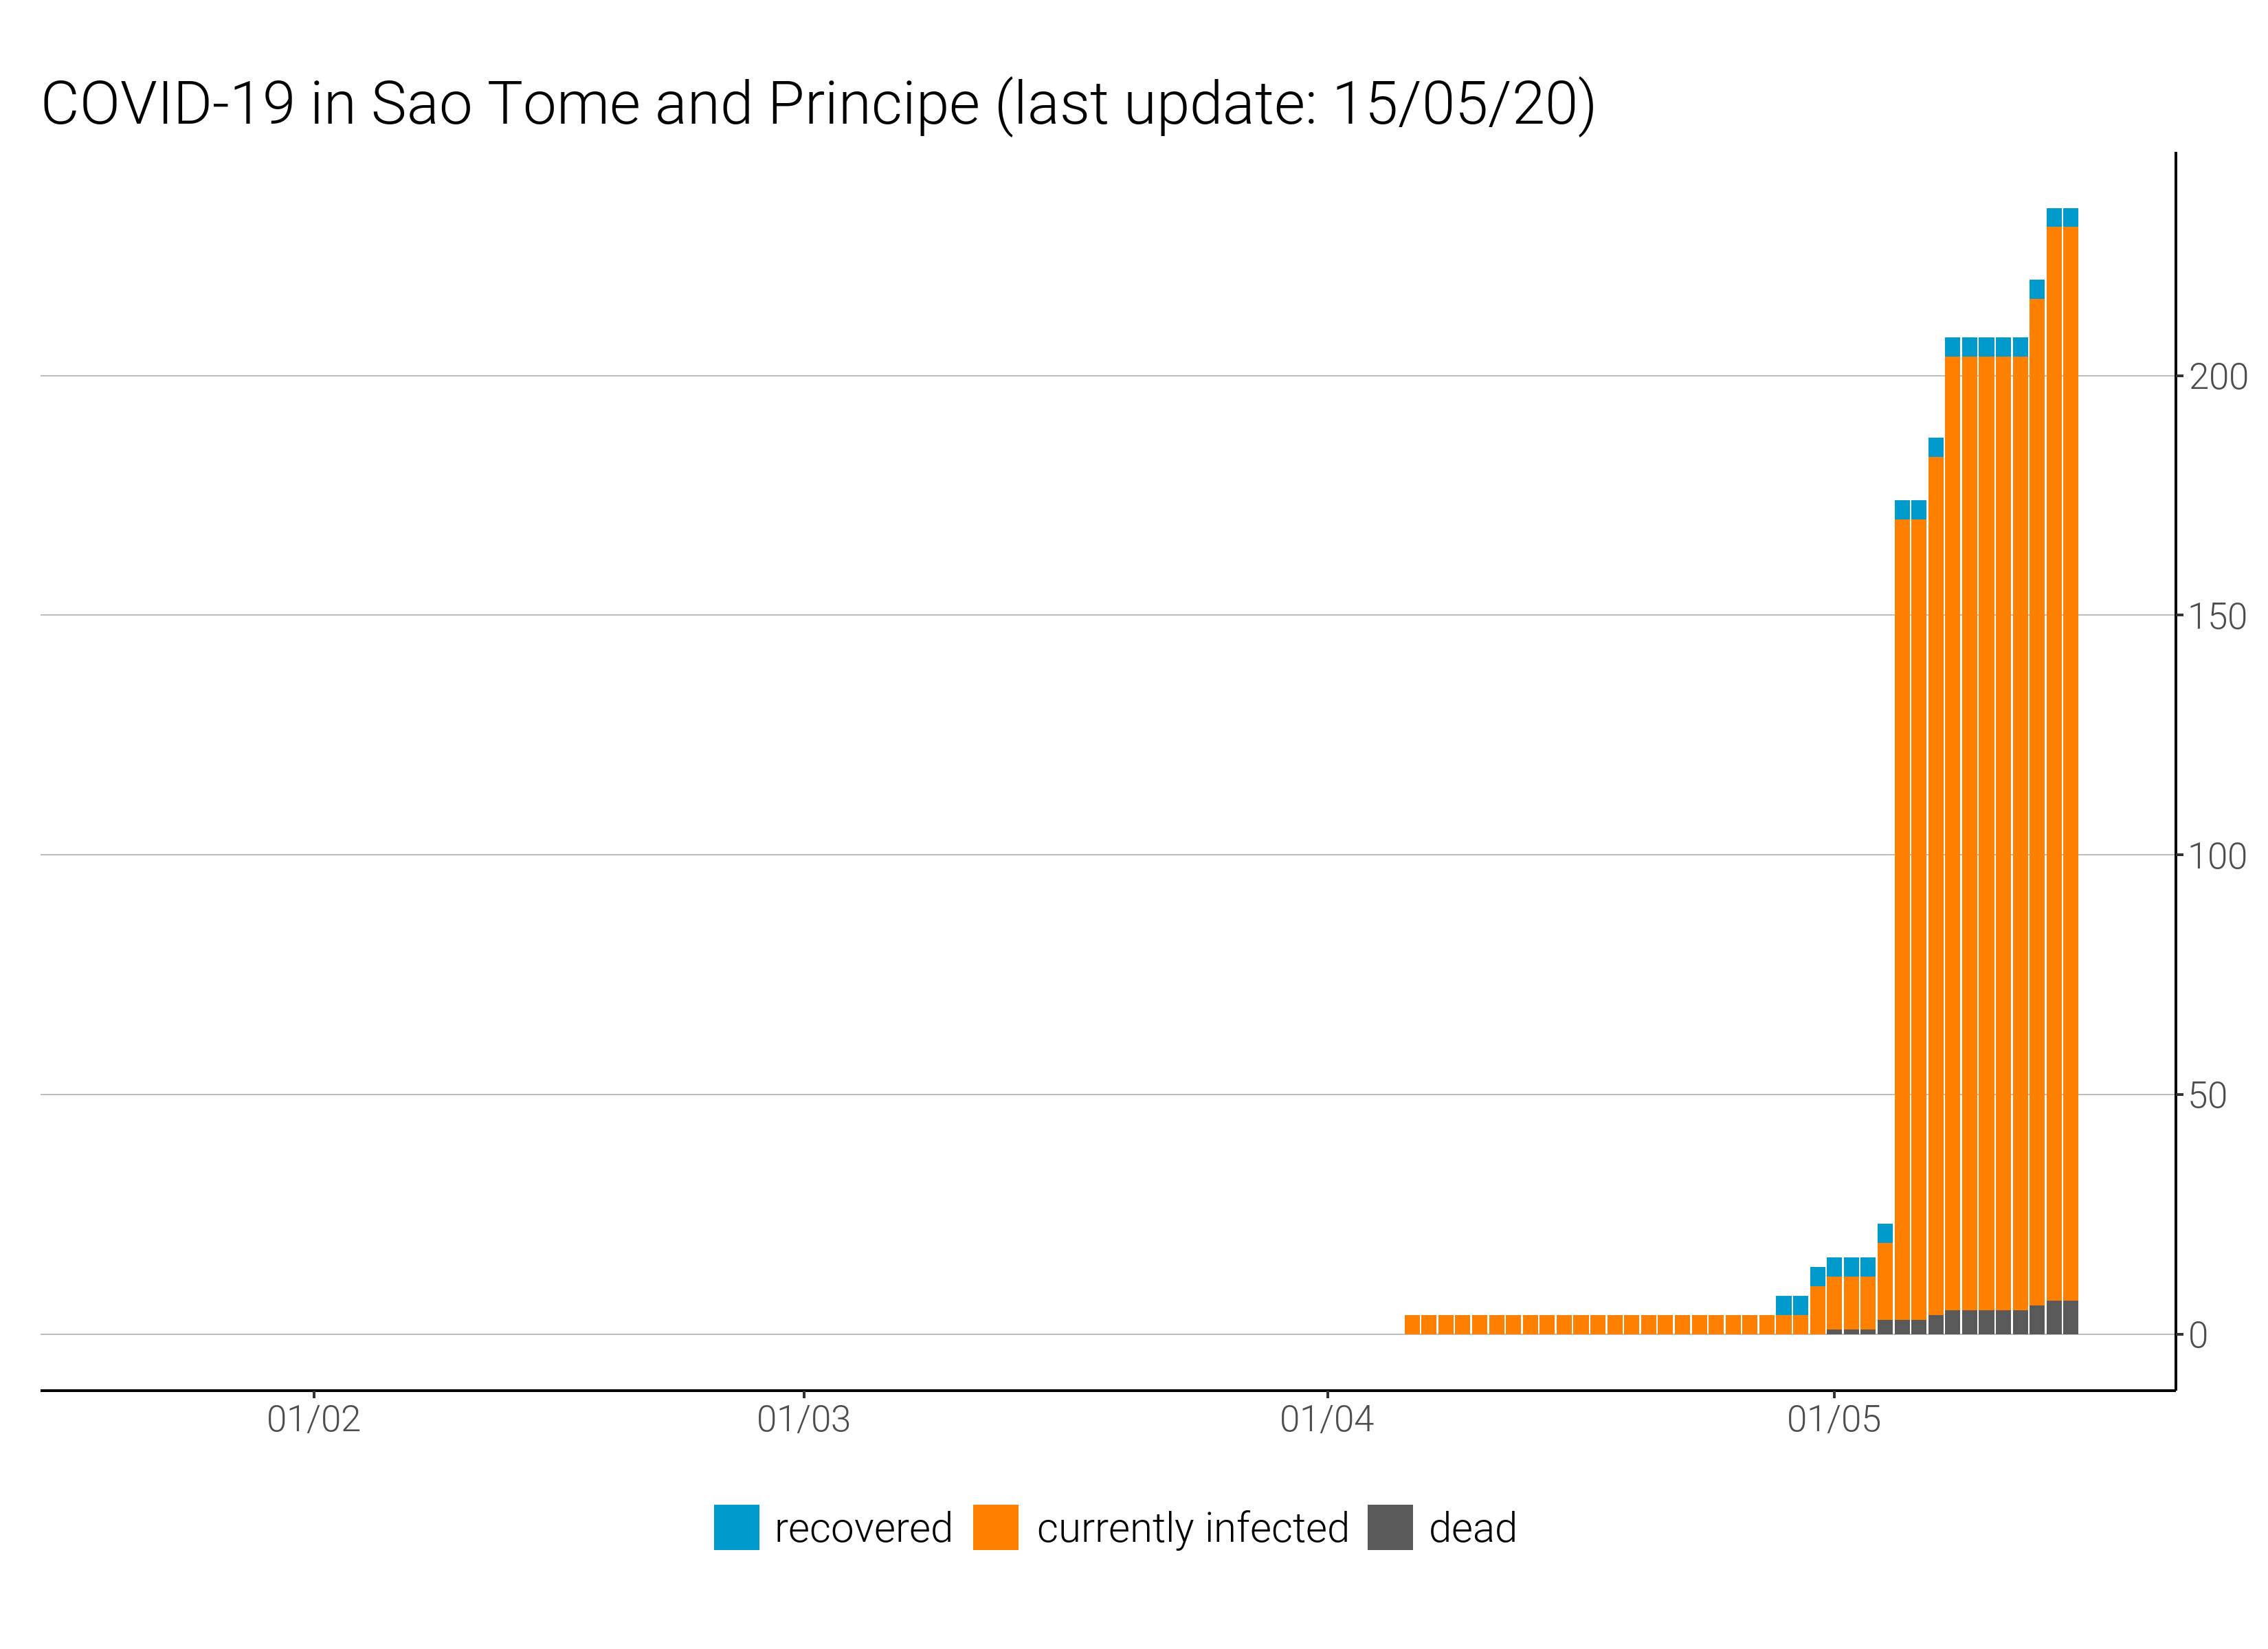 COVID-19 in Sao Tome and Principe (last update: 15/05/20)
200
150
100
50
0
01/02 01/03 01/04 01/05
recovered currently infected dead